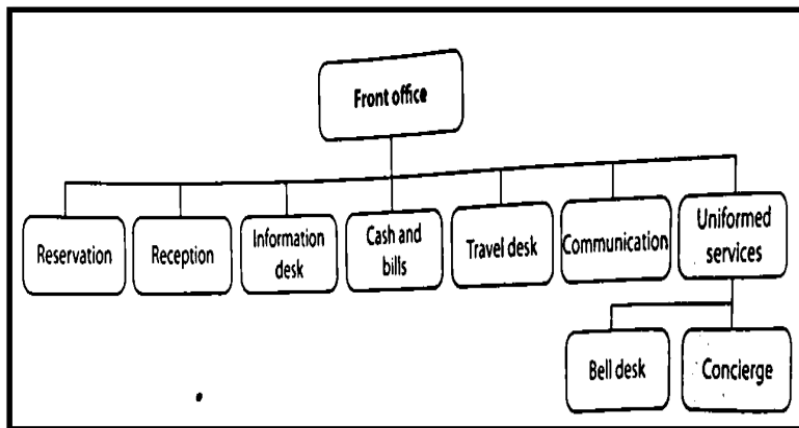 Front office
Reservation
Reception
Information
desk
Cash and
bills
Travel desk
Communication
Uniformed
services
Bell desk
Concierge